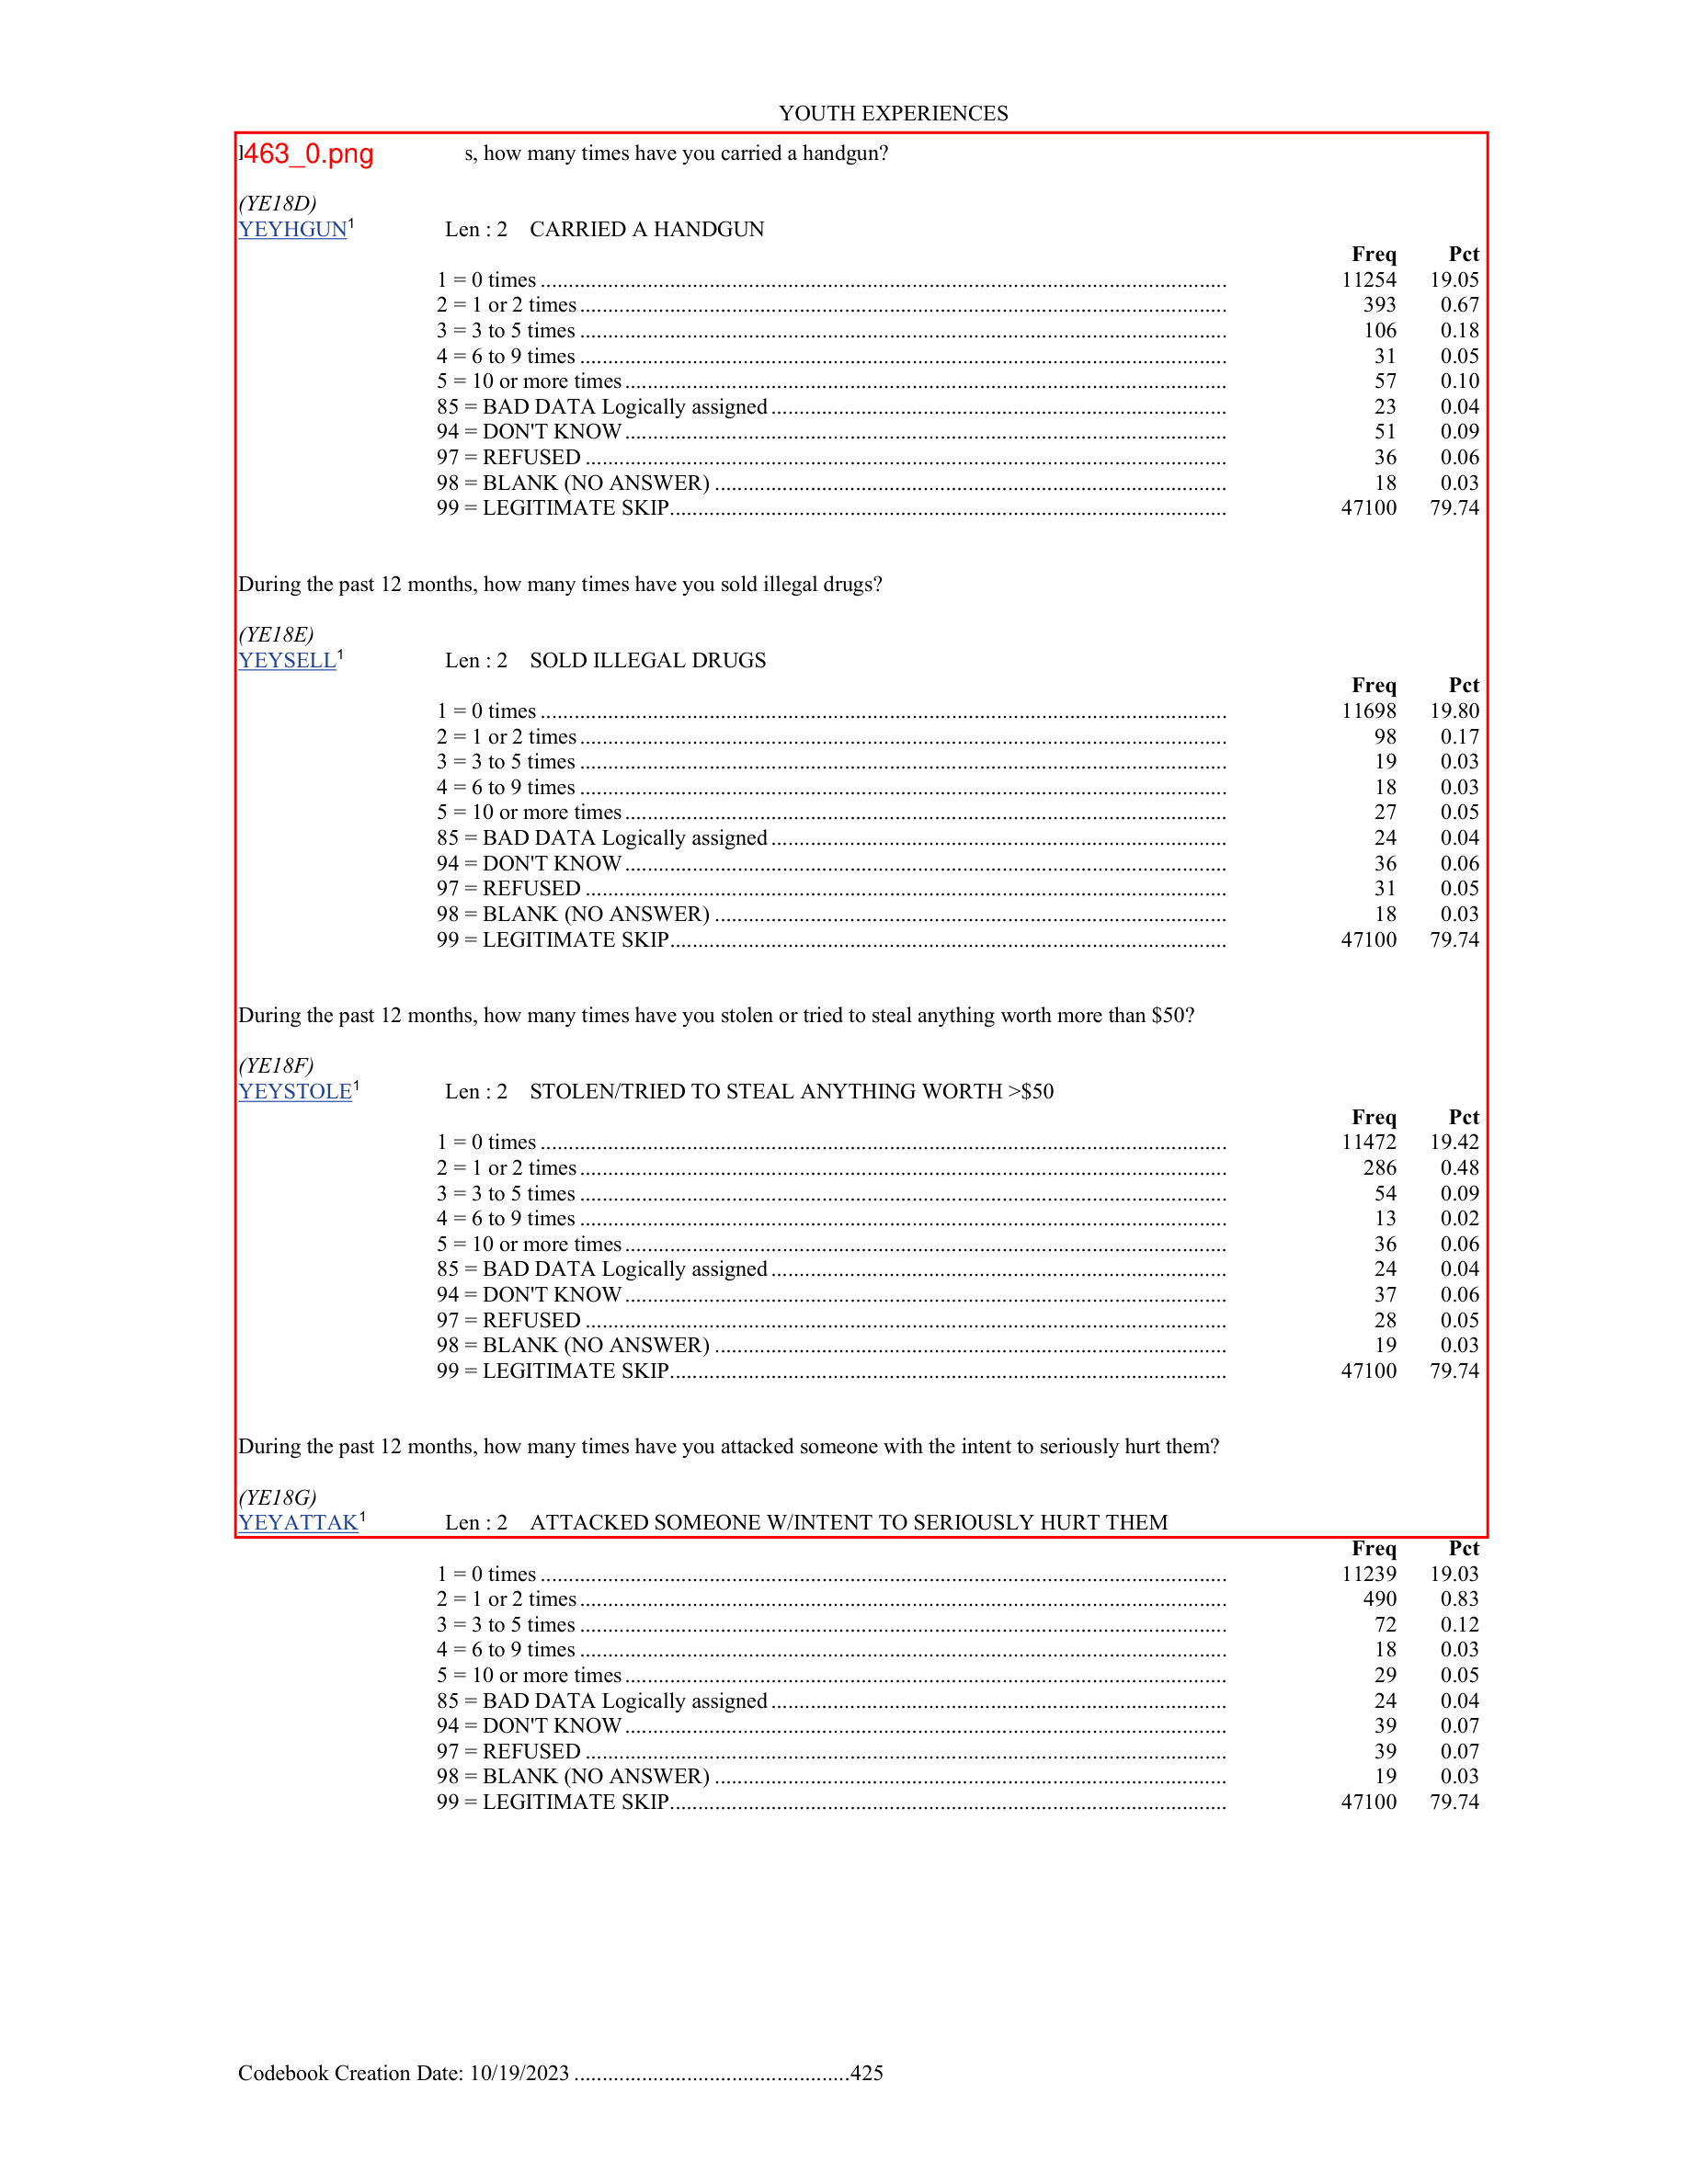 YOUTH EXPERIENCES
463_0.png s, how many times have you carried a handgun?
(YE18D)
YEYHGUN1 Len : 2 CARRIED A HANDGUN
Freq Pct
1 = 0 times 11254 19.05
2 = 1 or 2 times 393 0.67
3 = 3 to 5 times 106 0.18
4 = 6 to 9 times 31 0.05
5 = 10 or more times 57 0.10
85 = BAD DATA Logically assigned 23 0.04
94 = DON'T KNOW 51 0.09
97 = REFUSED 36 0.06
98 = BLANK (NO ANSWER) 18 0.03
99 = LEGITIMATE SKIP 47100 79.74
During the past 12 months, how many times have you sold illegal drugs?
(YE18E)
YEYSELL1 Len : 2 SOLD ILLEGAL DRUGS
Freq Pct
1 = 0 times 11698 19.80
2 = 1 or 2 times 98 0.17
3 = 3 to 5 times 19 0.03
4 = 6 to 9 times 18 0.03
5 = 10 or more times 27 0.05
85 = BAD DATA Logically assigned 24 0.04
94 = DON'T KNOW 36 0.06
97 = REFUSED 31 0.05
98 = BLANK (NO ANSWER) 18 0.03
99 = LEGITIMATE SKIP 47100 79.74
During the past 12 months, how many times have you stolen or tried to steal anything worth more than $50?
(YE18F)
YEYSTOLE1 Len : 2 STOLEN/TRIED TO STEAL ANYTHING WORTH >$50
Freq Pct
1 = 0 times 11472 19.42
2 = 1 or 2 times 286 0.48
3 = 3 to 5 times 54 0.09
4 = 6 to 9 times 13 0.02
5 = 10 or more times 36 0.06
85 = BAD DATA Logically assigned 24 0.04
94 = DON'T KNOW 37 0.06
97 = REFUSED 28 0.05
98 = BLANK (NO ANSWER) 19 0.03
99 = LEGITIMATE SKIP 47100 79.74
During the past 12 months, how many times have you attacked someone with the intent to seriously hurt them?
(YE18G)
YEYATTAK1 Len : 2 ATTACKED SOMEONE W/INTENT TO SERIOUSLY HURT THEM
Freq Pct
1 = 0 times 11239 19.03
2 = 1 or 2 times 490 0.83
3 = 3 to 5 times 72 0.12
4 = 6 to 9 times 18 0.03
5 = 10 or more times 29 0.05
85 = BAD DATA Logically assigned 24 0.04
94 = DON'T KNOW 39 0.07
97 = REFUSED 39 0.07
98 = BLANK (NO ANSWER) 19 0.03
99 = LEGITIMATE SKIP 47100 79.74
Codebook Creation Date: 10/19/2023 425